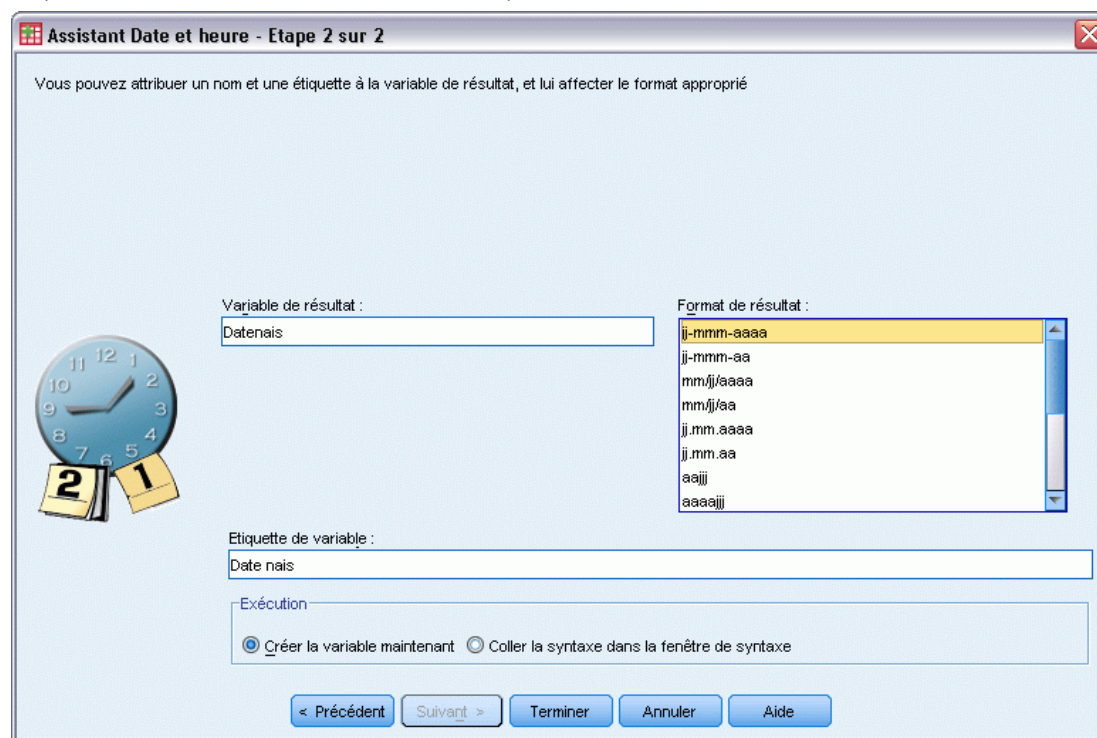 Assistant Date et heure - Etape 2 sur 2
Vous pouvez attribuer un nom et une étiquette à la variable de résultat, et lui affecter le format approprié
Variable de résultat :
Datenais
Format de résultat :
jj-mmm-aaaa
jj-mmm-aa
mm/jj/aaaa
mm/jj/aa
jj.mm.aaaa
jj.mm.aa
aajjj
aaaajjj
11 12 1
10 2
9 3
8 4
7 6 5
2 1
Etiquette de variable :
Date nais
Exécution
Créer la variable maintenant Coller la syntaxe dans la fenêtre de syntaxe
< Précédent Suivant > Terminer Annuler Aide